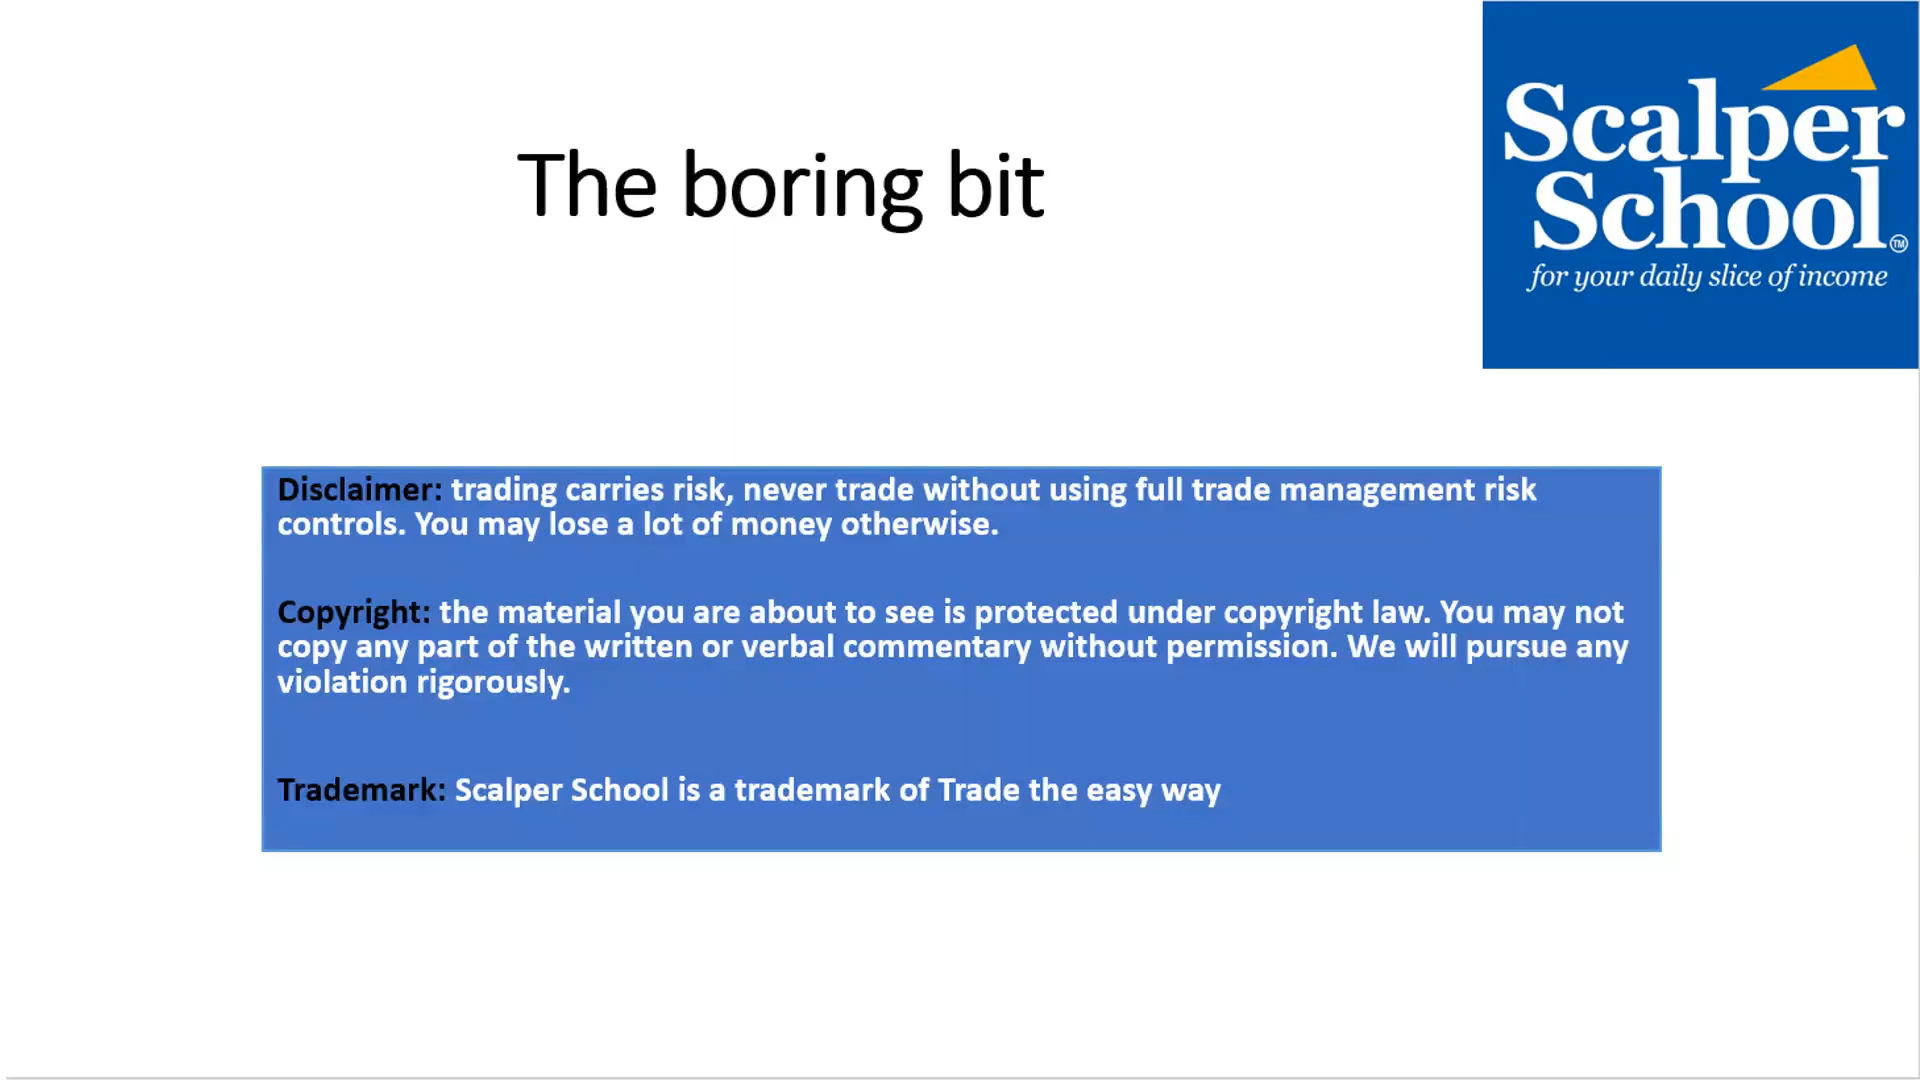 The boring bit
Scalper
School
TM
for your daily slice of income
Disclaimer: trading carries risk, never trade without using full trade management risk
controls. You may lose a lot of money otherwise.
Copyright: the material you are about to see is protected under copyright law. You may not
copy any part of the written or verbal commentary without permission. We will pursue any
violation rigorously.
Trademark: Scalper School is a trademark of Trade the easy way